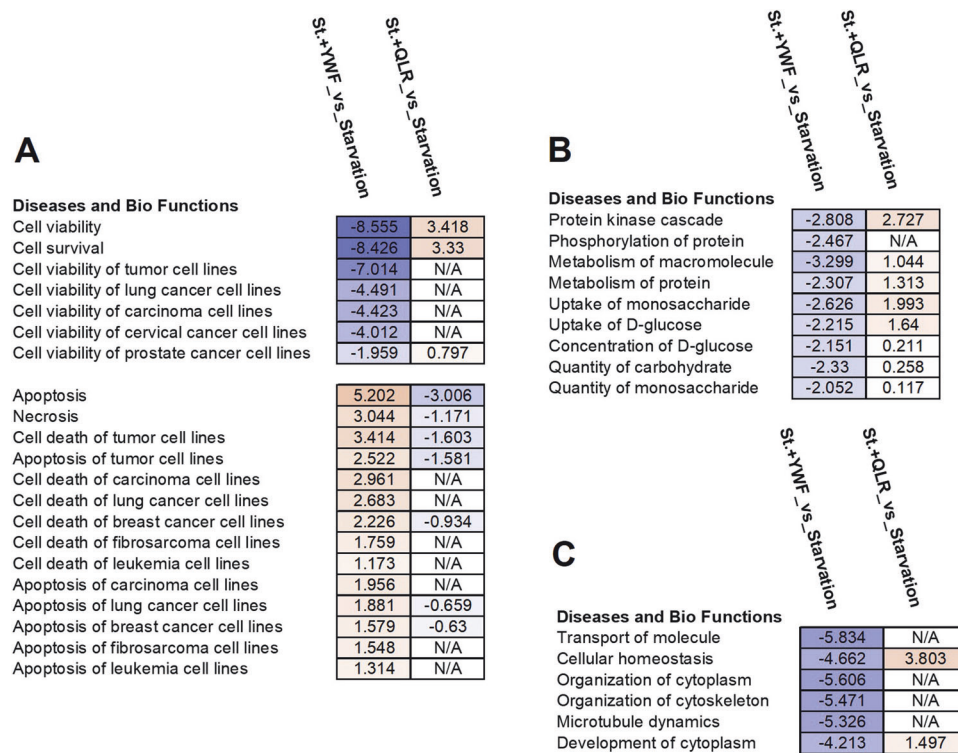 A
St.+YWF_vs_Starvation
St.+QLR_vs_Starvation
Diseases and Bio Functions
Cell viability -8.555 3.418
Cell survival -8.426 3.33
Cell viability of tumor cell lines -7.014 N/A
Cell viability of lung cancer cell lines -4.491 N/A
Cell viability of carcinoma cell lines -4.423 N/A
Cell viability of cervical cancer cell lines -4.012 N/A
Cell viability of prostate cancer cell lines -1.959 0.797
Apoptosis 5.202 -3.006
Necrosis 3.044 -1.171
Cell death of tumor cell lines 3.414 -1.603
Apoptosis of tumor cell lines 2.522 -1.581
Cell death of carcinoma cell lines 2.961 N/A
Cell death of lung cancer cell lines 2.683 N/A
Cell death of breast cancer cell lines 2.226 -0.934
Cell death of fibrosarcoma cell lines 1.759 N/A
Cell death of leukemia cell lines 1.173 N/A
Apoptosis of carcinoma cell lines 1.956 N/A
Apoptosis of lung cancer cell lines 1.881 -0.659
Apoptosis of breast cancer cell lines 1.579 -0.63
Apoptosis of fibrosarcoma cell lines 1.548 N/A
Apoptosis of leukemia cell lines 1.314 N/A
B
St.+YWF_vs_Starvation
St.+QLR_vs_Starvation
Diseases and Bio Functions
Protein kinase cascade -2.808 2.727
Phosphorylation of protein -2.467 N/A
Metabolism of macromolecule -3.299 1.044
Metabolism of protein -2.307 1.313
Uptake of monosaccharide -2.626 1.993
Uptake of D-glucose -2.215 1.64
Concentration of D-glucose -2.151 0.211
Quantity of carbohydrate -2.33 0.258
Quantity of monosaccharide -2.052 0.117
C
St.+YWF_vs_Starvation
St.+QLR_vs_Starvation
Diseases and Bio Functions
Transport of molecule -5.834 N/A
Cellular homeostasis -4.662 3.803
Organization of cytoplasm -5.606 N/A
Organization of cytoskeleton -5.471 N/A
Microtubule dynamics -5.326 N/A
Development of cytoplasm -4.213 1.497